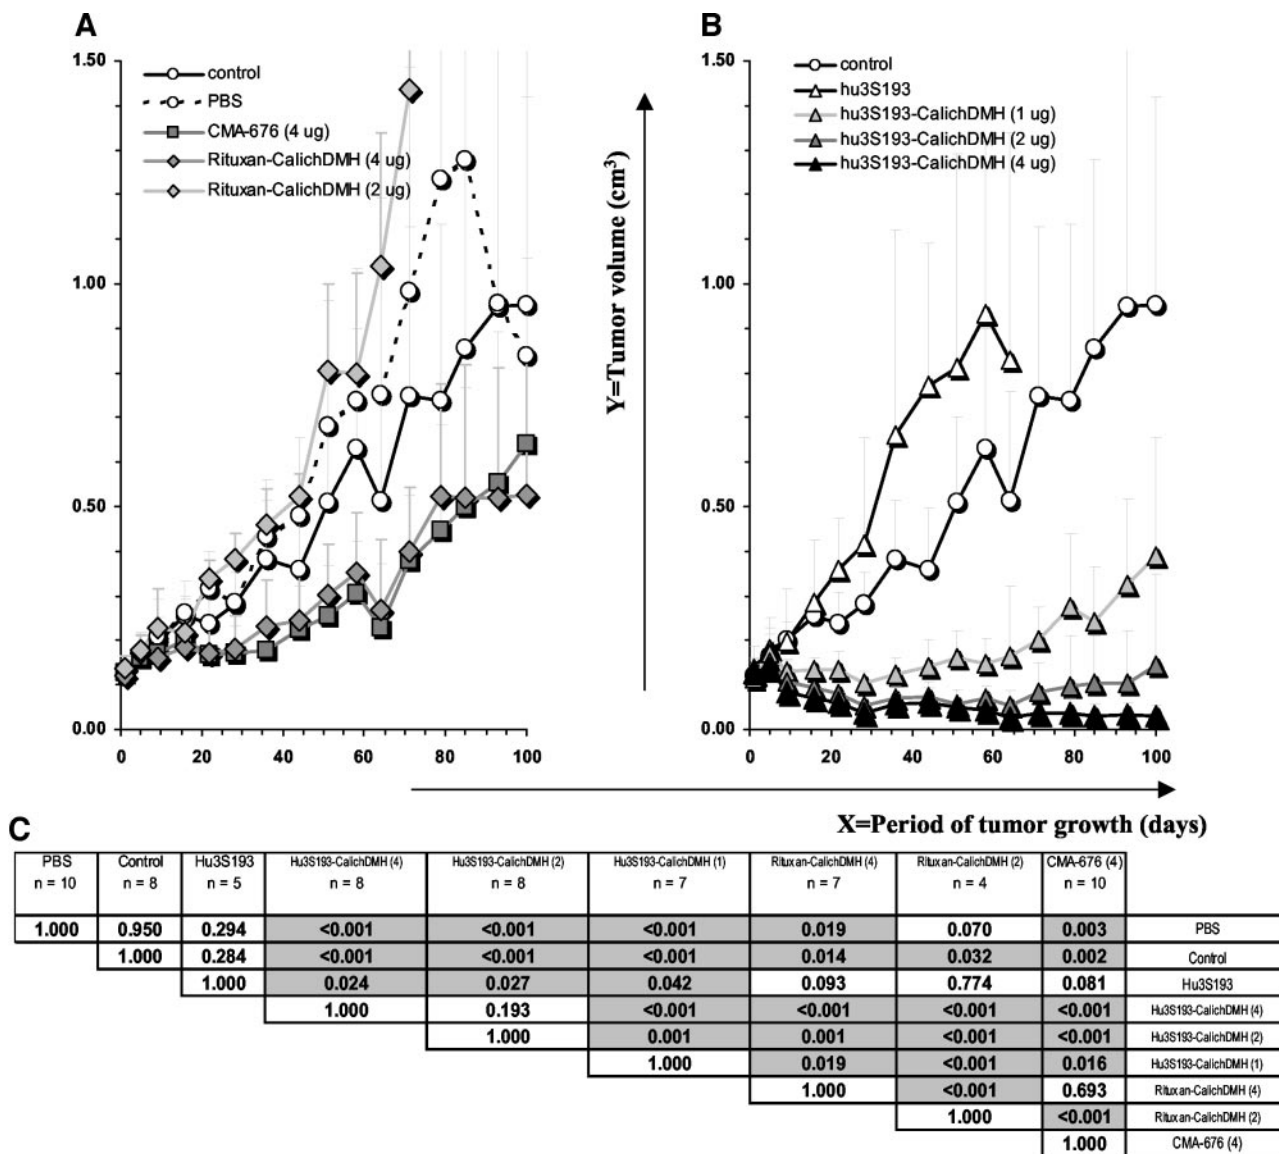 A
B
1.50
1.00
0.50
0.00
0 20 40 60 80 100
control
PBS
CMA-676 (4 ug)
Rituxan-CalichDMH (4 ug)
Rituxan-CalichDMH (2 ug)
Y=Tumor volume (cm³)
1.50
1.00
0.50
0.00
0 20 40 60 80 100
control
hu3S193
hu3S193-CalichDMH (1 ug)
hu3S193-CalichDMH (2 ug)
hu3S193-CalichDMH (4 ug)
X=Period of tumor growth (days)
C
PBS Control Hu3S193 Hu3S193-CalichDMH (4) Hu3S193-CalichDMH (2) Hu3S193-CalichDMH (1) Rituxan-CalichDMH (4) Rituxan-CalichDMH (2) CMA-676 (4)
n = 10 n = 8 n = 5 n = 8 n = 8 n = 7 n = 7 n = 4 n = 10
1.000 0.950 0.294 <0.001 <0.001 <0.001 0.019 0.070 0.003 PBS
1.000 0.284 <0.001 <0.001 <0.001 0.014 0.032 0.002 Control
1.000 0.024 0.027 0.042 0.093 0.774 0.081 Hu3S193
1.000 0.193 <0.001 <0.001 <0.001 <0.001 Hu3S193-CalichDMH (4)
1.000 0.001 0.001 <0.001 <0.001 Hu3S193-CalichDMH (2)
1.000 0.019 <0.001 0.016 Hu3S193-CalichDMH (1)
1.000 <0.001 0.693 Rituxan-CalichDMH (4)
1.000 <0.001 Rituxan-CalichDMH (2)
1.000 CMA-676 (4)